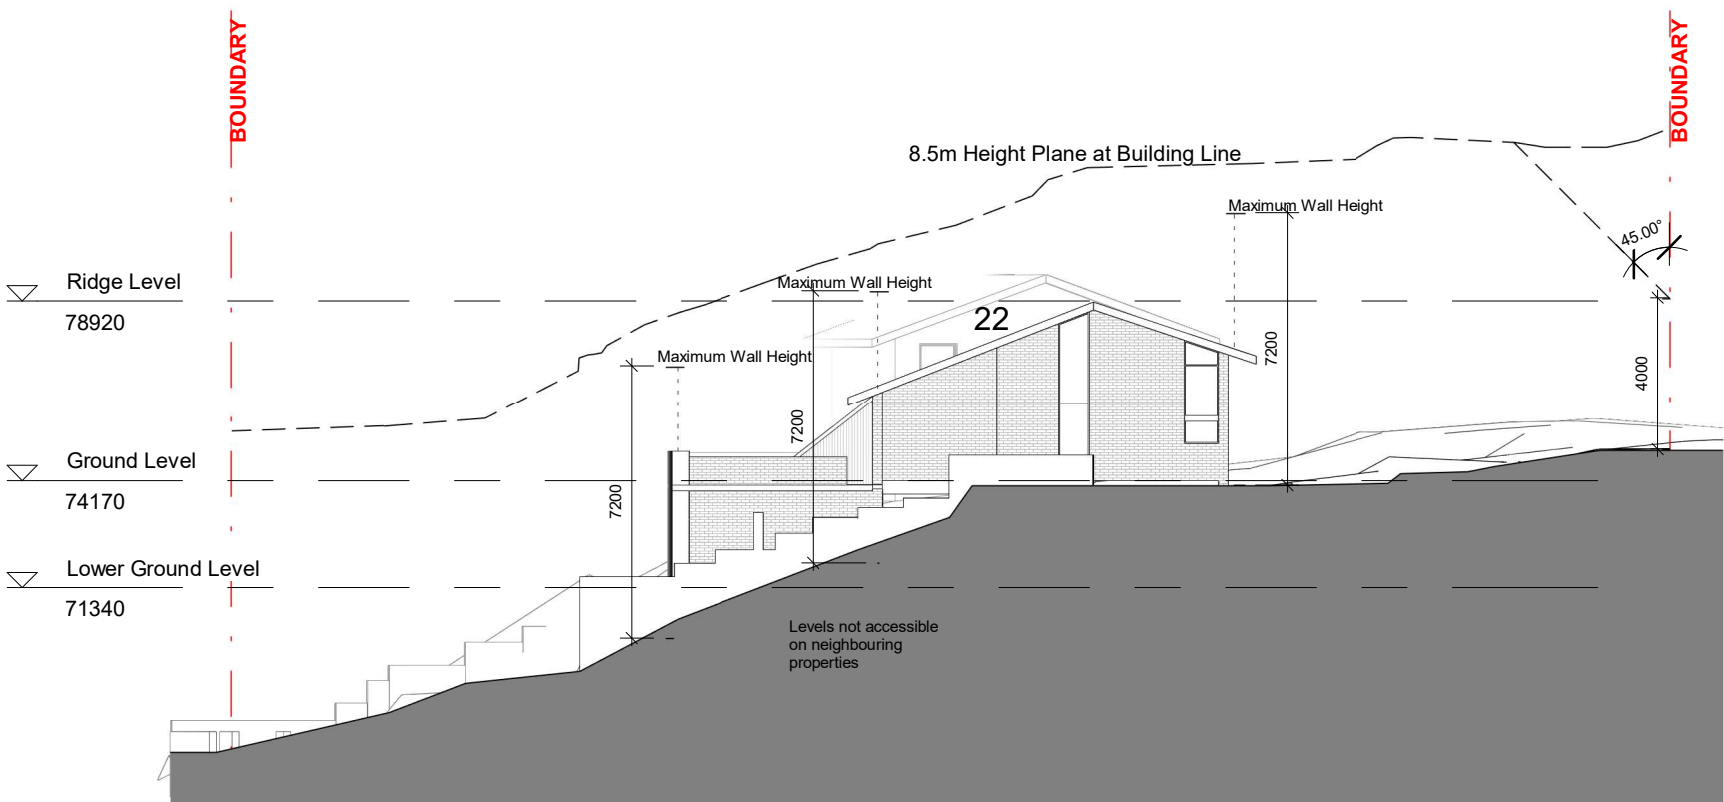 BOUNDARY
BOUNDARY
8.5m Height Plane at Building Line
Maximum Wall Height
45.00°
Ridge Level
78920
Maximum Wall Height
22
Maximum Wall Height
7200
4000
7200
Ground Level
74170
7200
Lower Ground Level
71340
Levels not accessible
on neighbouring
properties